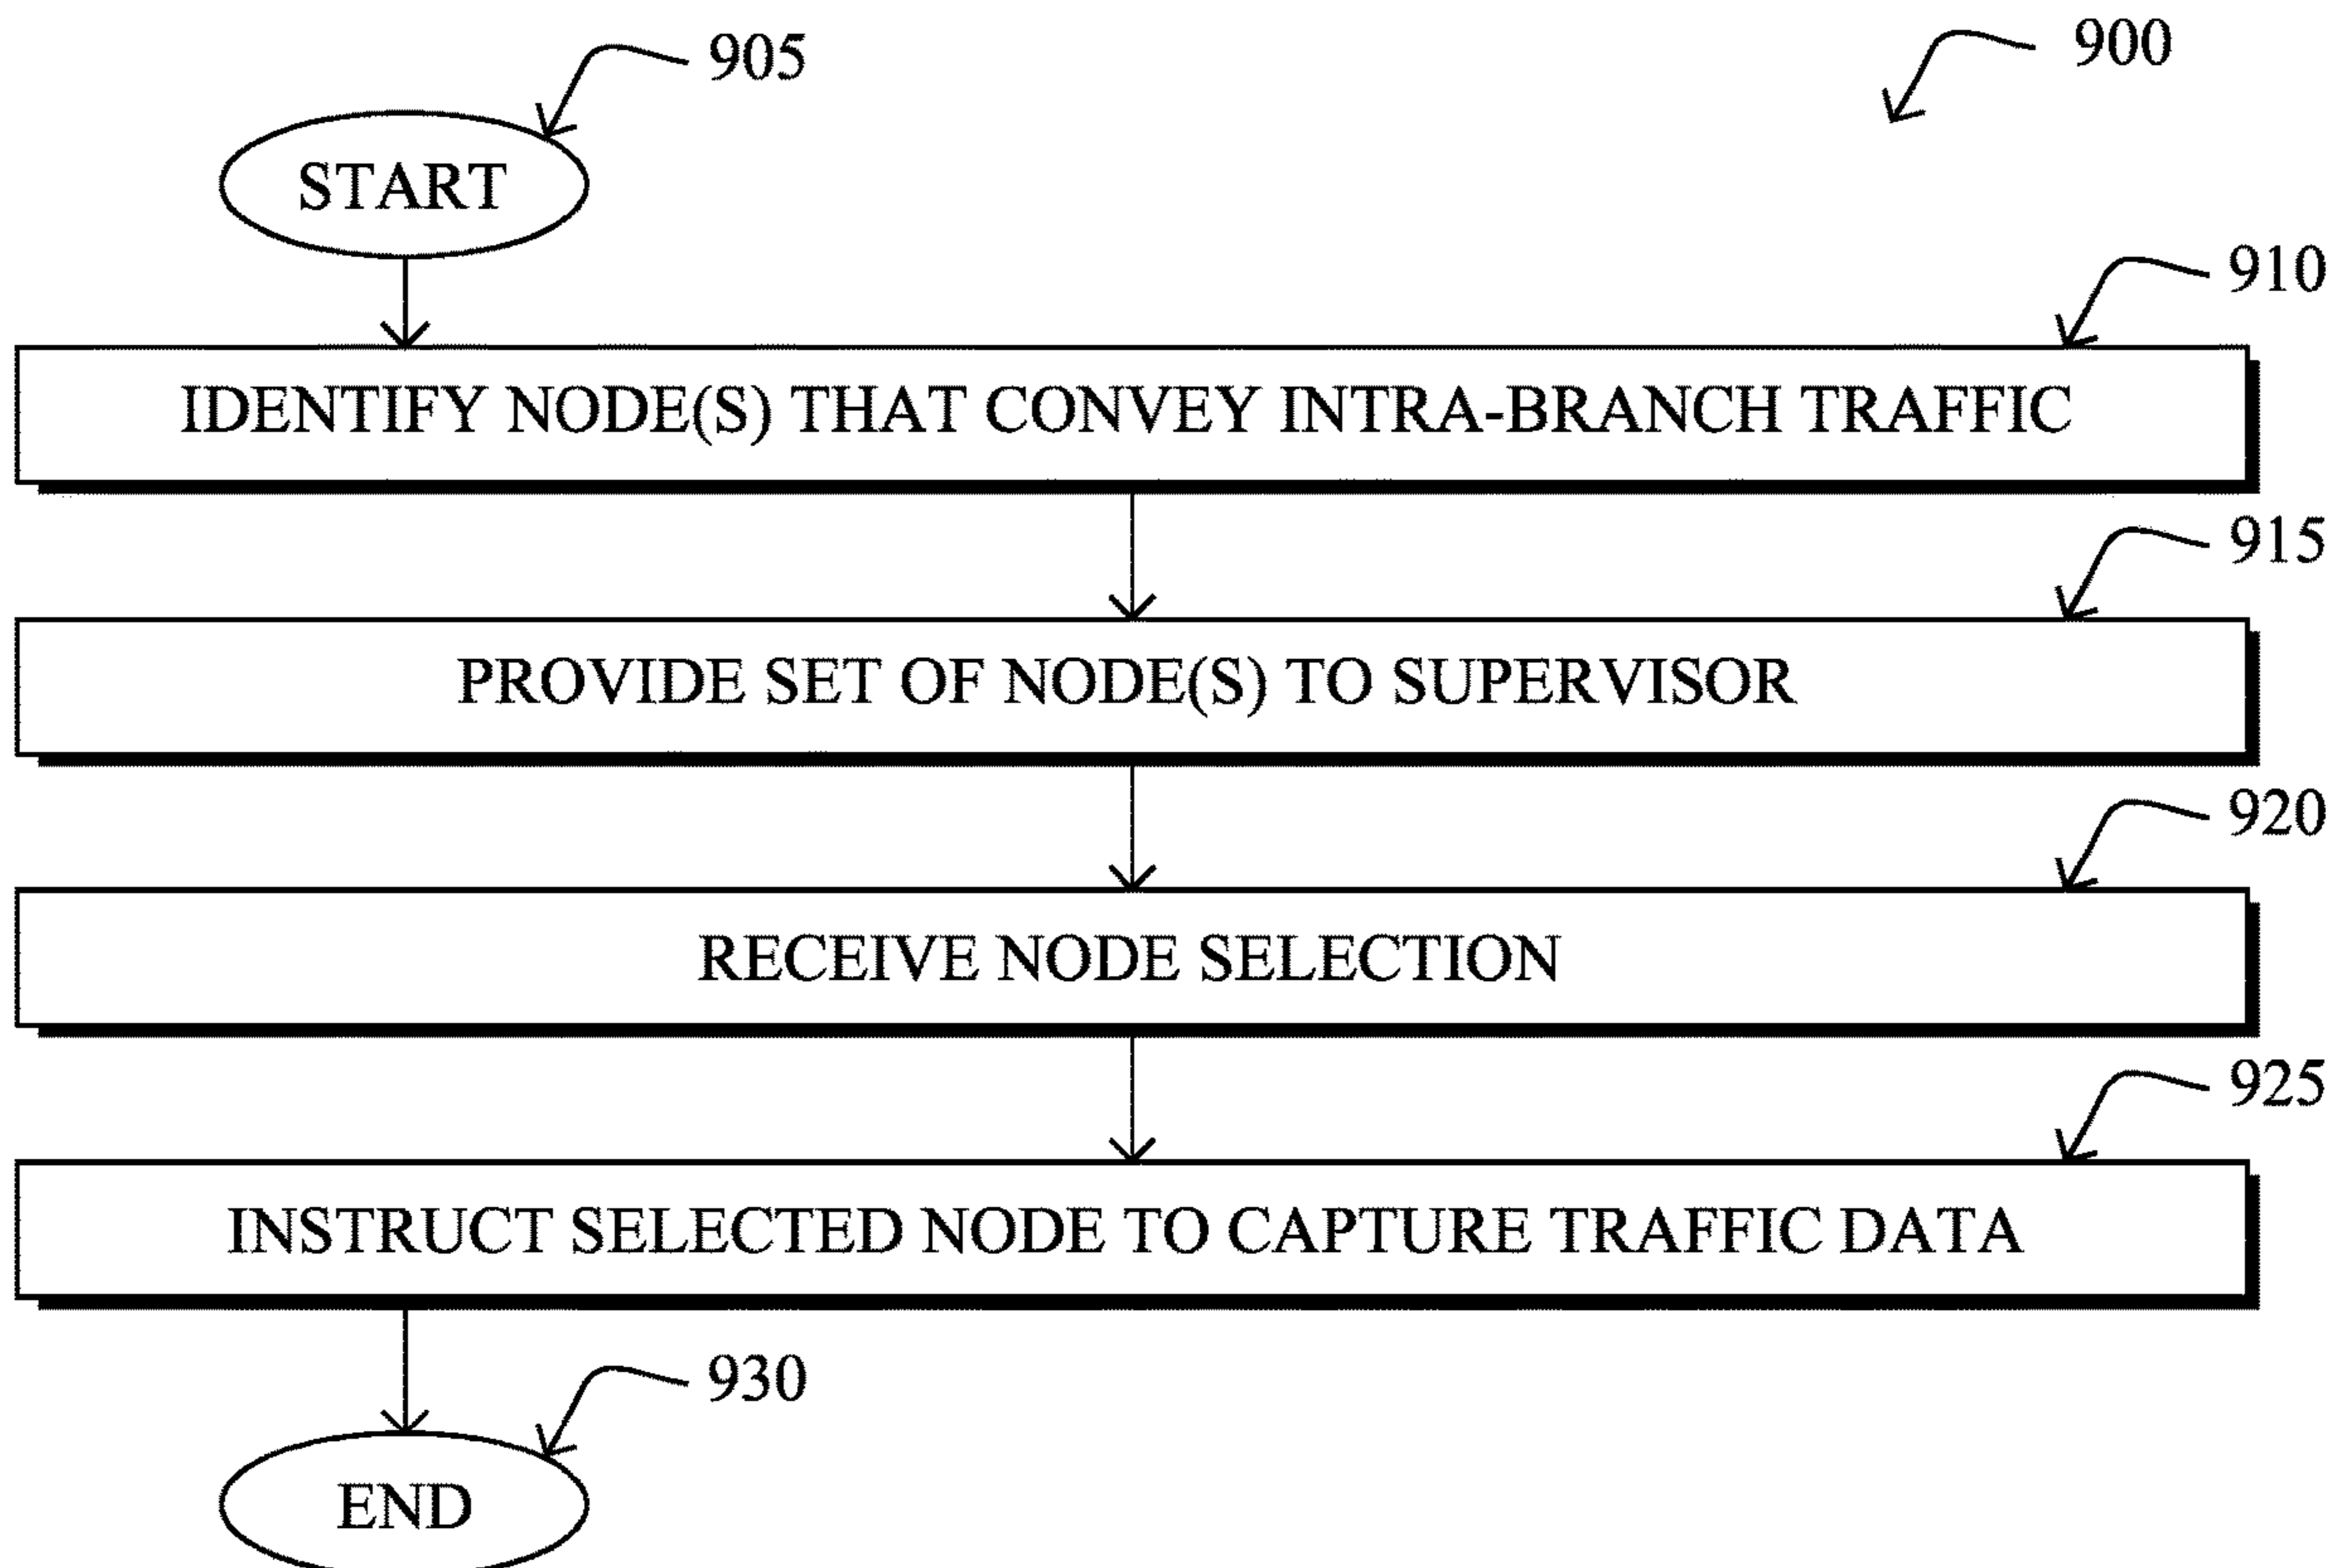 905
900
START
910
IDENTIFY NODE(S) THAT CONVEY INTRA-BRANCH TRAFFIC
915
PROVIDE SET OF NODE(S) TO SUPERVISOR
920
RECEIVE NODE SELECTION
925
INSTRUCT SELECTED NODE TO CAPTURE TRAFFIC DATA
930
END